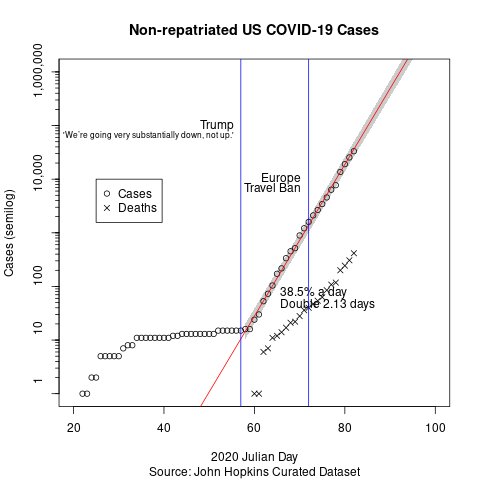 Non-repatriated US COVID-19 Cases
Cases (semilog)
1,000,000
10,000
1,000
100
10
1
Trump
'We're going very substantially down, not up.'
Europe
Travel Ban
Cases
Deaths
38.5% a day
Double 2.13 days
20
40
60
80
100
2020 Julian Day
Source: John Hopkins Curated Dataset